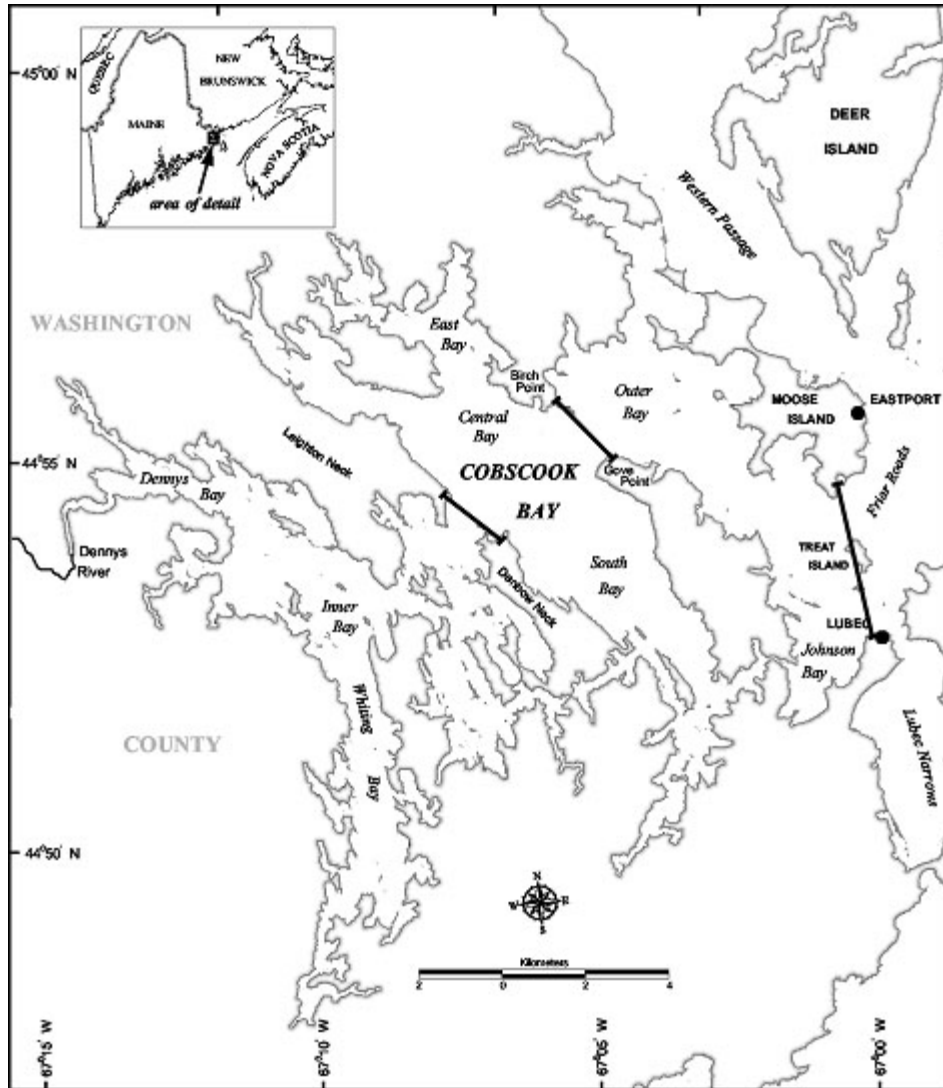 45°00' N
QUEBEC
NEW
BRUNSWICK
MAINE
NOVA SCOTIA
area of detail
DEER
ISLAND
Western Passage
WASHINGTON
East
Bay
Birch
Point
Outer
Bay
MOOSE
ISLAND
EASTPORT
Central
Bay
Leighton Neck
44°55' N
COBSCOOK
BAY
Gove
Point
Friar Roads
Dennys
Bay
Dennys
River
TREAT
ISLAND
South
Bay
Denbow Neck
Inner
Bay
LUBEC
Johnson
Bay
Whiting
Bay
COUNTY
Lubec Narrows
44°50' N
N
W
E
S
Kilometers
2
0
2
4
67°15' W
67°10' W
67°05' W
67°00' W